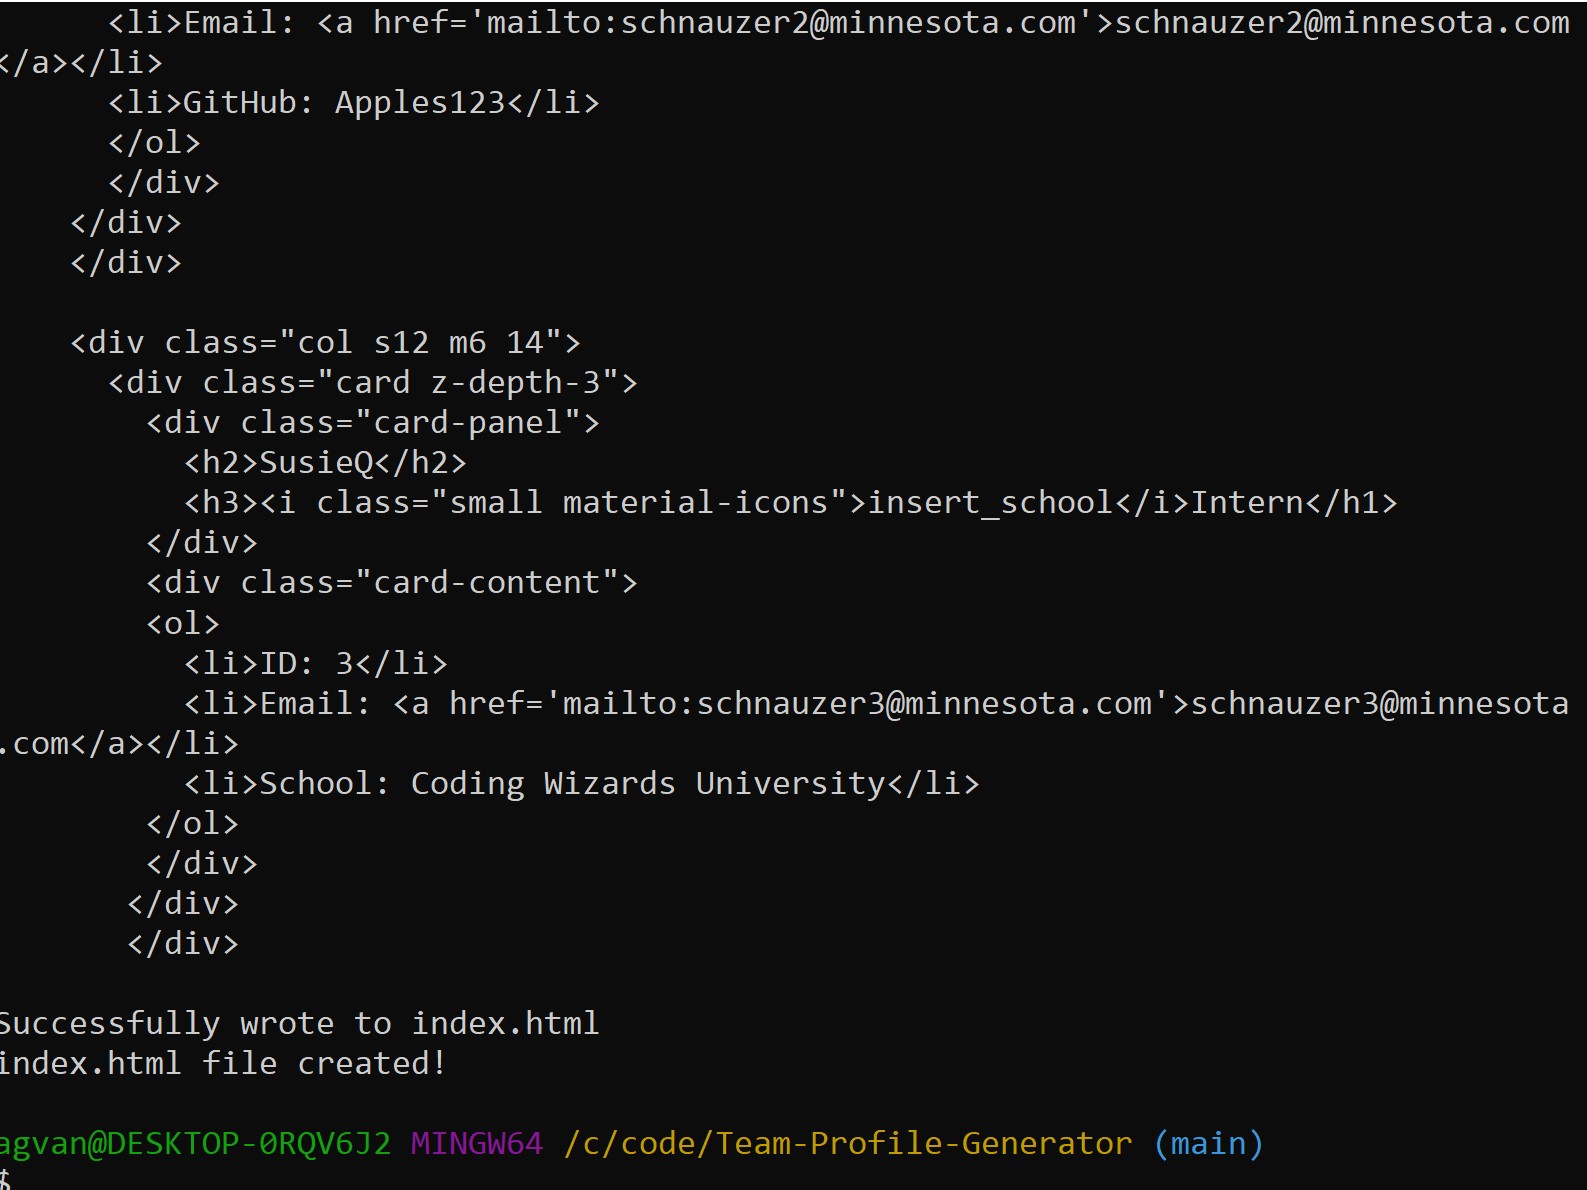 <li>Email: <a href='mailto:schnauzer2@minnesota.com'>schnauzer2@minnesota.com
</a></li>
<li>GitHub: Apples123</li>
</ol>
</div>
</div>
</div>
<div class="col s12 m6 14">
<div class="card z-depth-3">
<div class="card-panel">
<h2>SusieQ</h2>
<h3><i class="small material-icons">insert_school</i>Intern</h1>
</div>
<div class="card-content">
<ol>
<li>ID: 3</li>
<li>Email: <a href='mailto:schnauzer3@minnesota.com'>schnauzer3@minnesota
.com</a></li>
<li>School: Coding Wizards University</li>
</ol>
</div>
</div>
</div>
Successfully wrote to index.html
index.html file created!
agvan@DESKTOP-0RQV6J2 MINGW64 /c/code/Team-Profile-Generator (main)
$